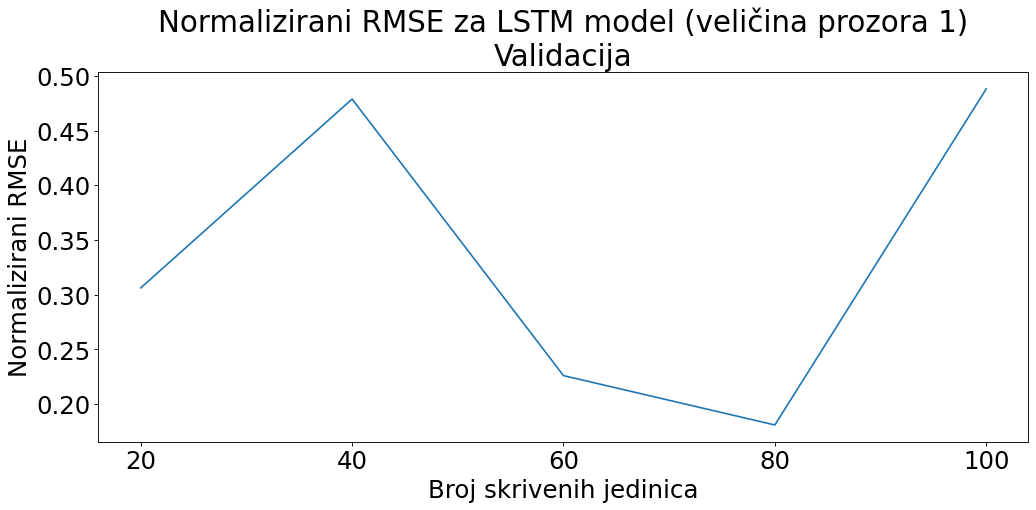 Normalizirani RMSE za LSTM model (veličina prozora 1)
Validacija
Normalizirani RMSE
0.50
0.45
0.40
0.35
0.30
0.25
0.20
20 40 60 80 100
Broj skrivenih jedinica